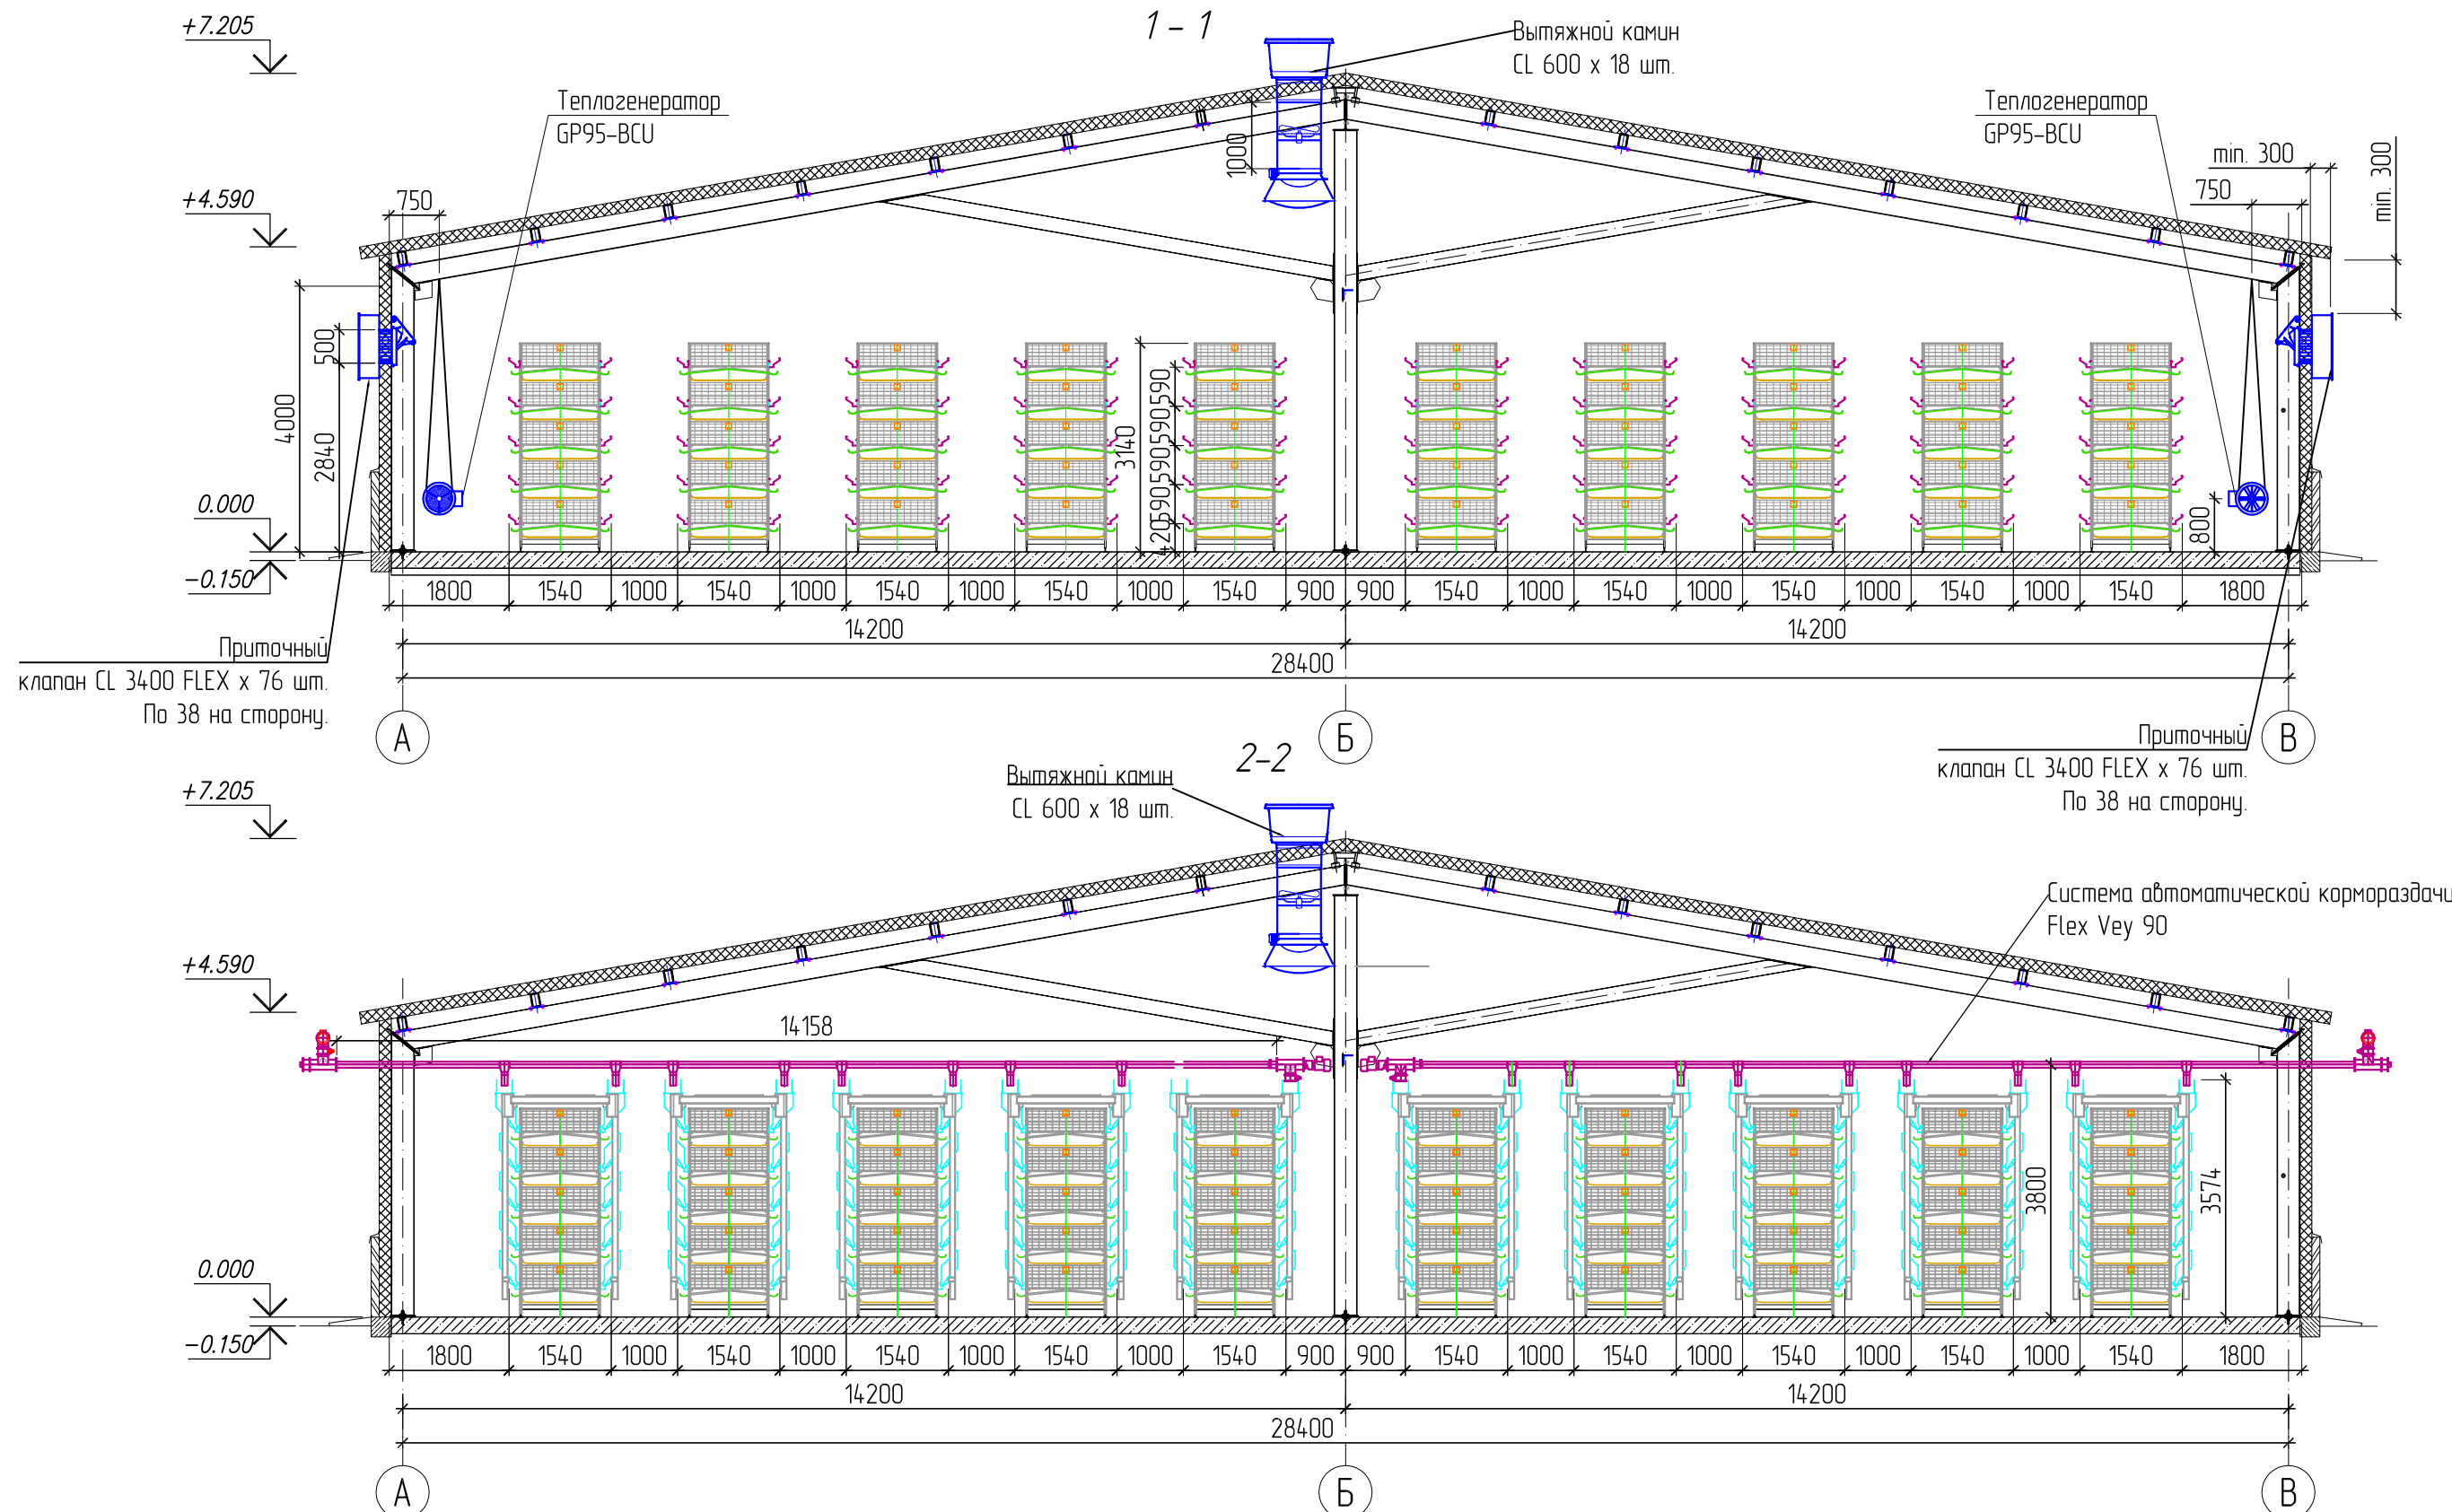 1-1
+7.205
Вытяжной камин
CL 600 x 18 шт.
Теплогенератор
GP95-BCU
Теплогенератор
GP95-BCU
1000
min. 300
min. 300
+4.590
750
750
4000
500
2840
3140
590
590
590
590
420
800
0.000
-0.150
1800 1540 1000 1540 1000 1540 1000 1540 1000 1540 900 900 1540 1000 1540 1000 1540 1000 1540 1000 1540 1800
14200 14200
28400
Приточный
клапан CL 3400 FLEX x 76 шт.
По 38 на сторону.
Приточный
клапан CL 3400 FLEX x 76 шт.
По 38 на сторону.
А Б В
2-2
+7.205
Вытяжной камин
CL 600 x 18 шт.
Система автоматической кормораздачи
Flex Vey 90
+4.590
14158
3800
3574
0.000
-0.150
1800 1540 1000 1540 1000 1540 1000 1540 1000 1540 900 900 1540 1000 1540 1000 1540 1000 1540 1000 1540 1800
14200 14200
28400
А Б В